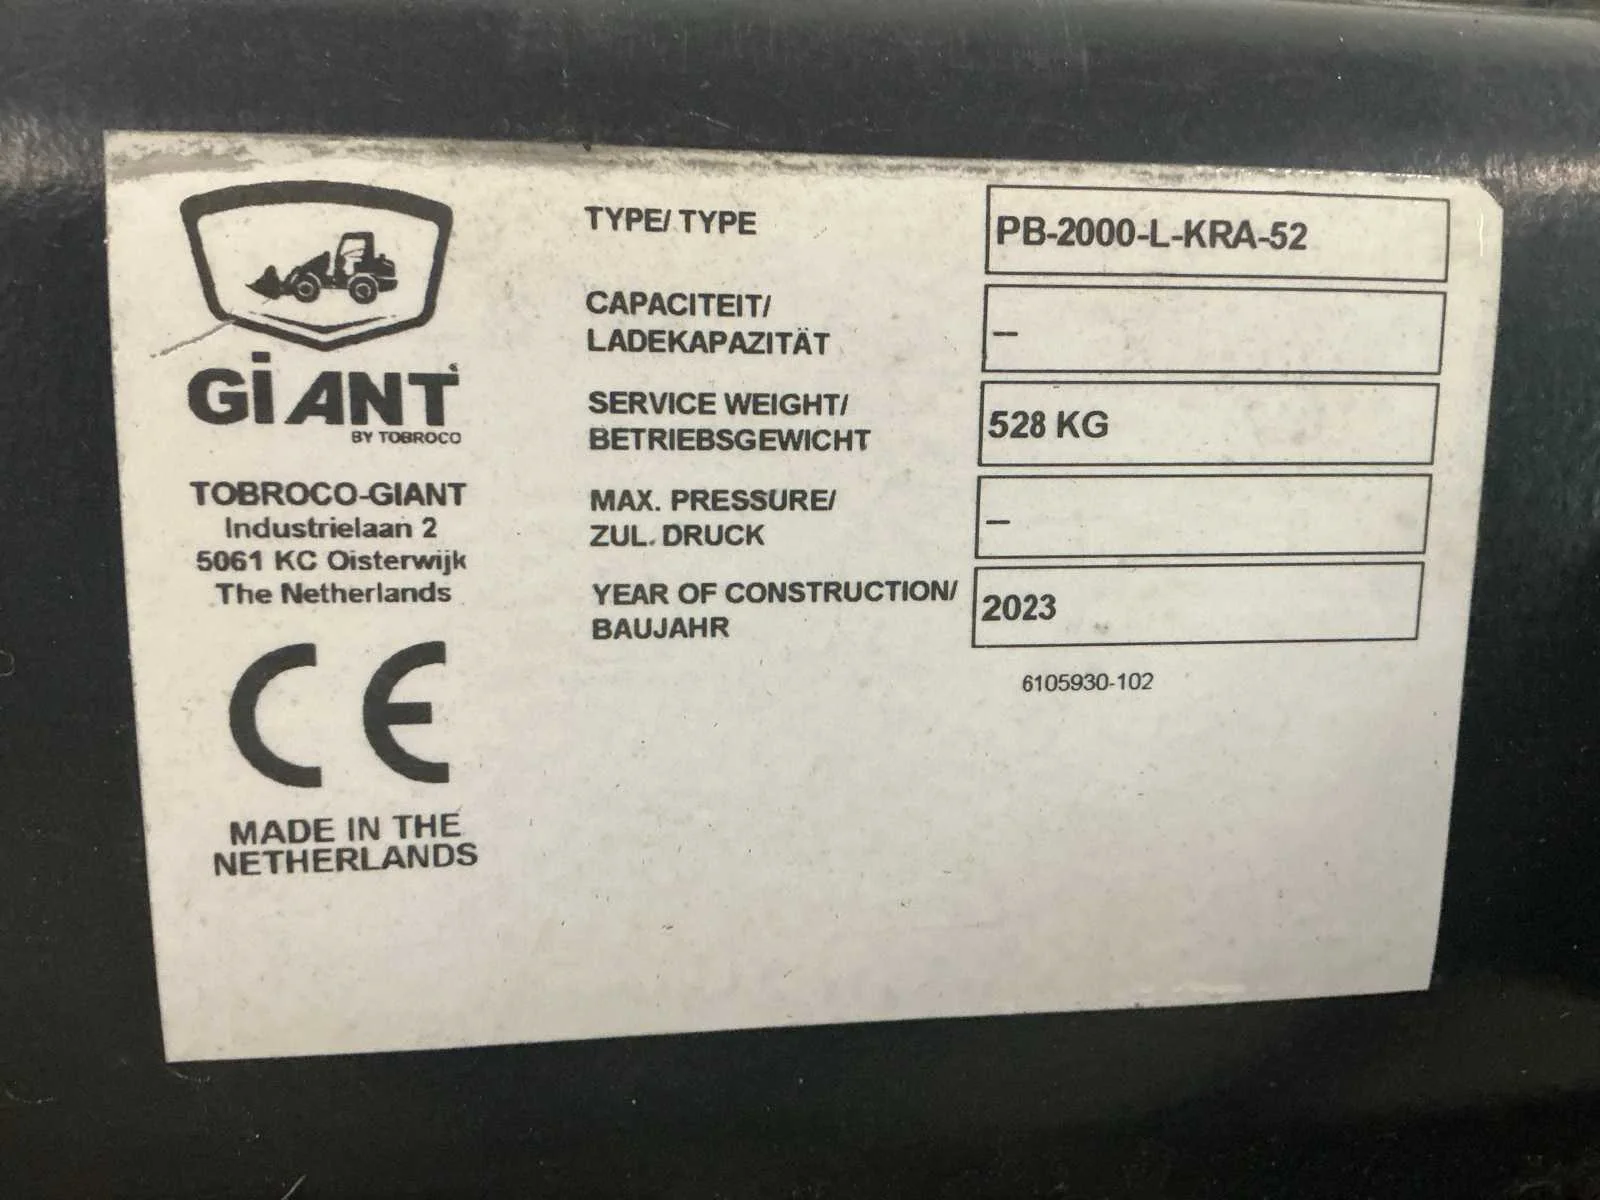 GiANT
BY TOBROCO
TOBROCO-GIANT
Industrielaan 2
5061 KC Oisterwijk
The Netherlands
CE
MADE IN THE
NETHERLANDS
TYPE/ TYPE
PB-2000-L-KRA-52
CAPACITEIT/
LADEKAPAZITÄT
–
SERVICE WEIGHT/
BETRIEBSGEWICHT
528 KG
MAX. PRESSURE/
ZUL. DRUCK
–
YEAR OF CONSTRUCTION/
BAUJAHR
2023
6105930-102